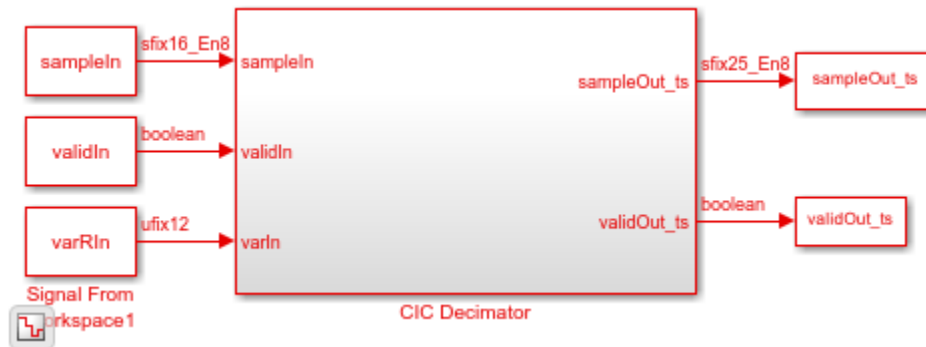 sampleIn
sfix16_En8
sampleIn
sampleOut_ts
sfix25_En8
sampleOut_ts
validIn
boolean
validIn
validOut_ts
boolean
validOut_ts
varRIn
ufix12
varIn
Signal From
orkspace1
CIC Decimator